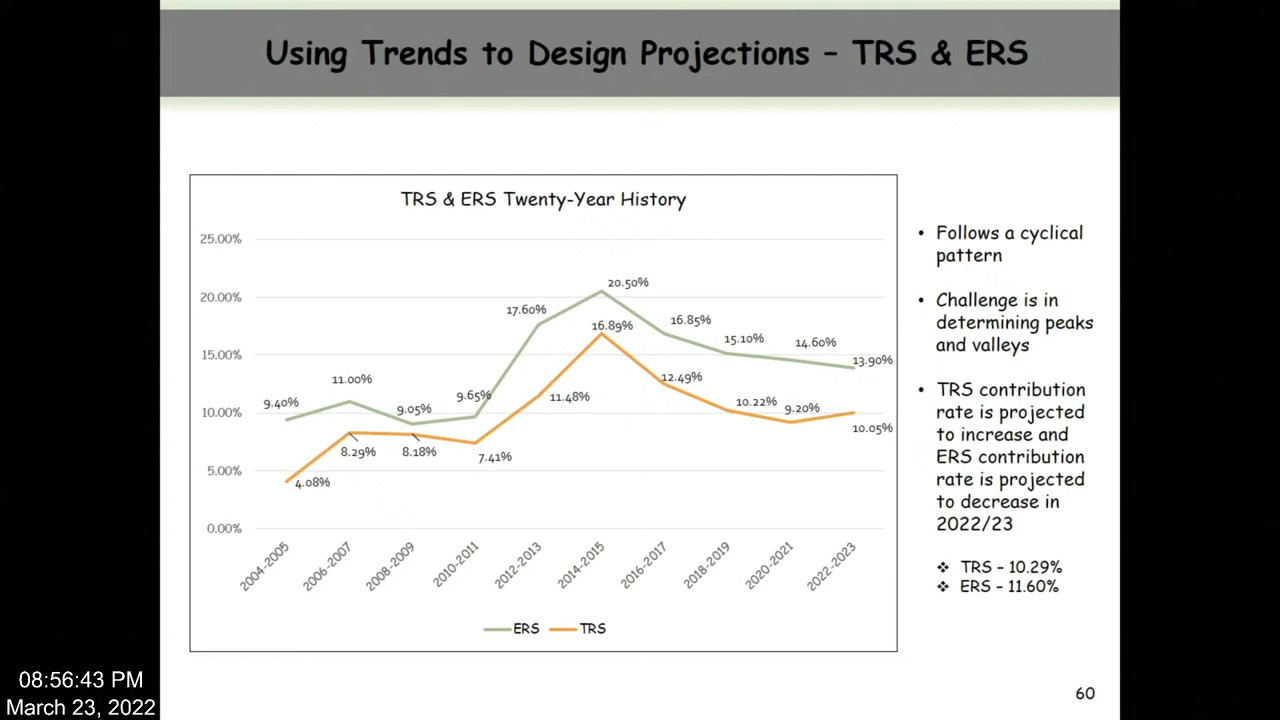 Using Trends to Design Projections – TRS & ERS
TRS & ERS Twenty-Year History
25.00%
20.00%
15.00%
10.00%
5.00%
0.00%
9.40%
11.00%
9.05%
9.65%
17.60%
20.50%
16.85%
15.10%
14.60%
13.90%
4.08%
8.29%
8.18%
7.41%
11.48%
16.89%
12.49%
10.22%
9.20%
10.05%
2004-2005
2006-2007
2008-2009
2010-2011
2012-2013
2014-2015
2016-2017
2018-2019
2020-2021
2022-2023
ERS
TRS
• Follows a cyclical
pattern
• Challenge is in
determining peaks
and valleys
• TRS contribution
rate is projected
to increase and
ERS contribution
rate is projected
to decrease in
2022/23
❖ TRS – 10.29%
❖ ERS – 11.60%
60
08:56:43 PM
March 23, 2022